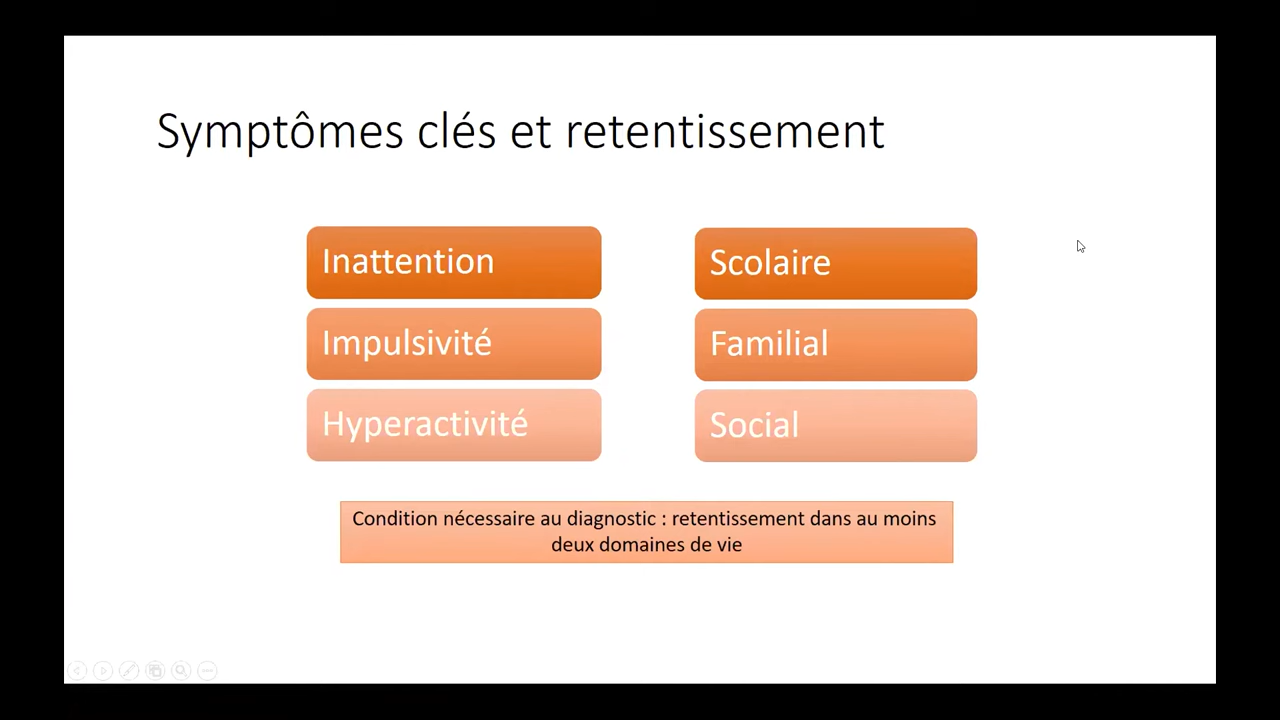 Symptômes clés et retentissement
Inattention
Impulsivité
Hyperactivité
Scolaire
Familial
Social
Condition nécessaire au diagnostic : retentissement dans au moins
deux domaines de vie